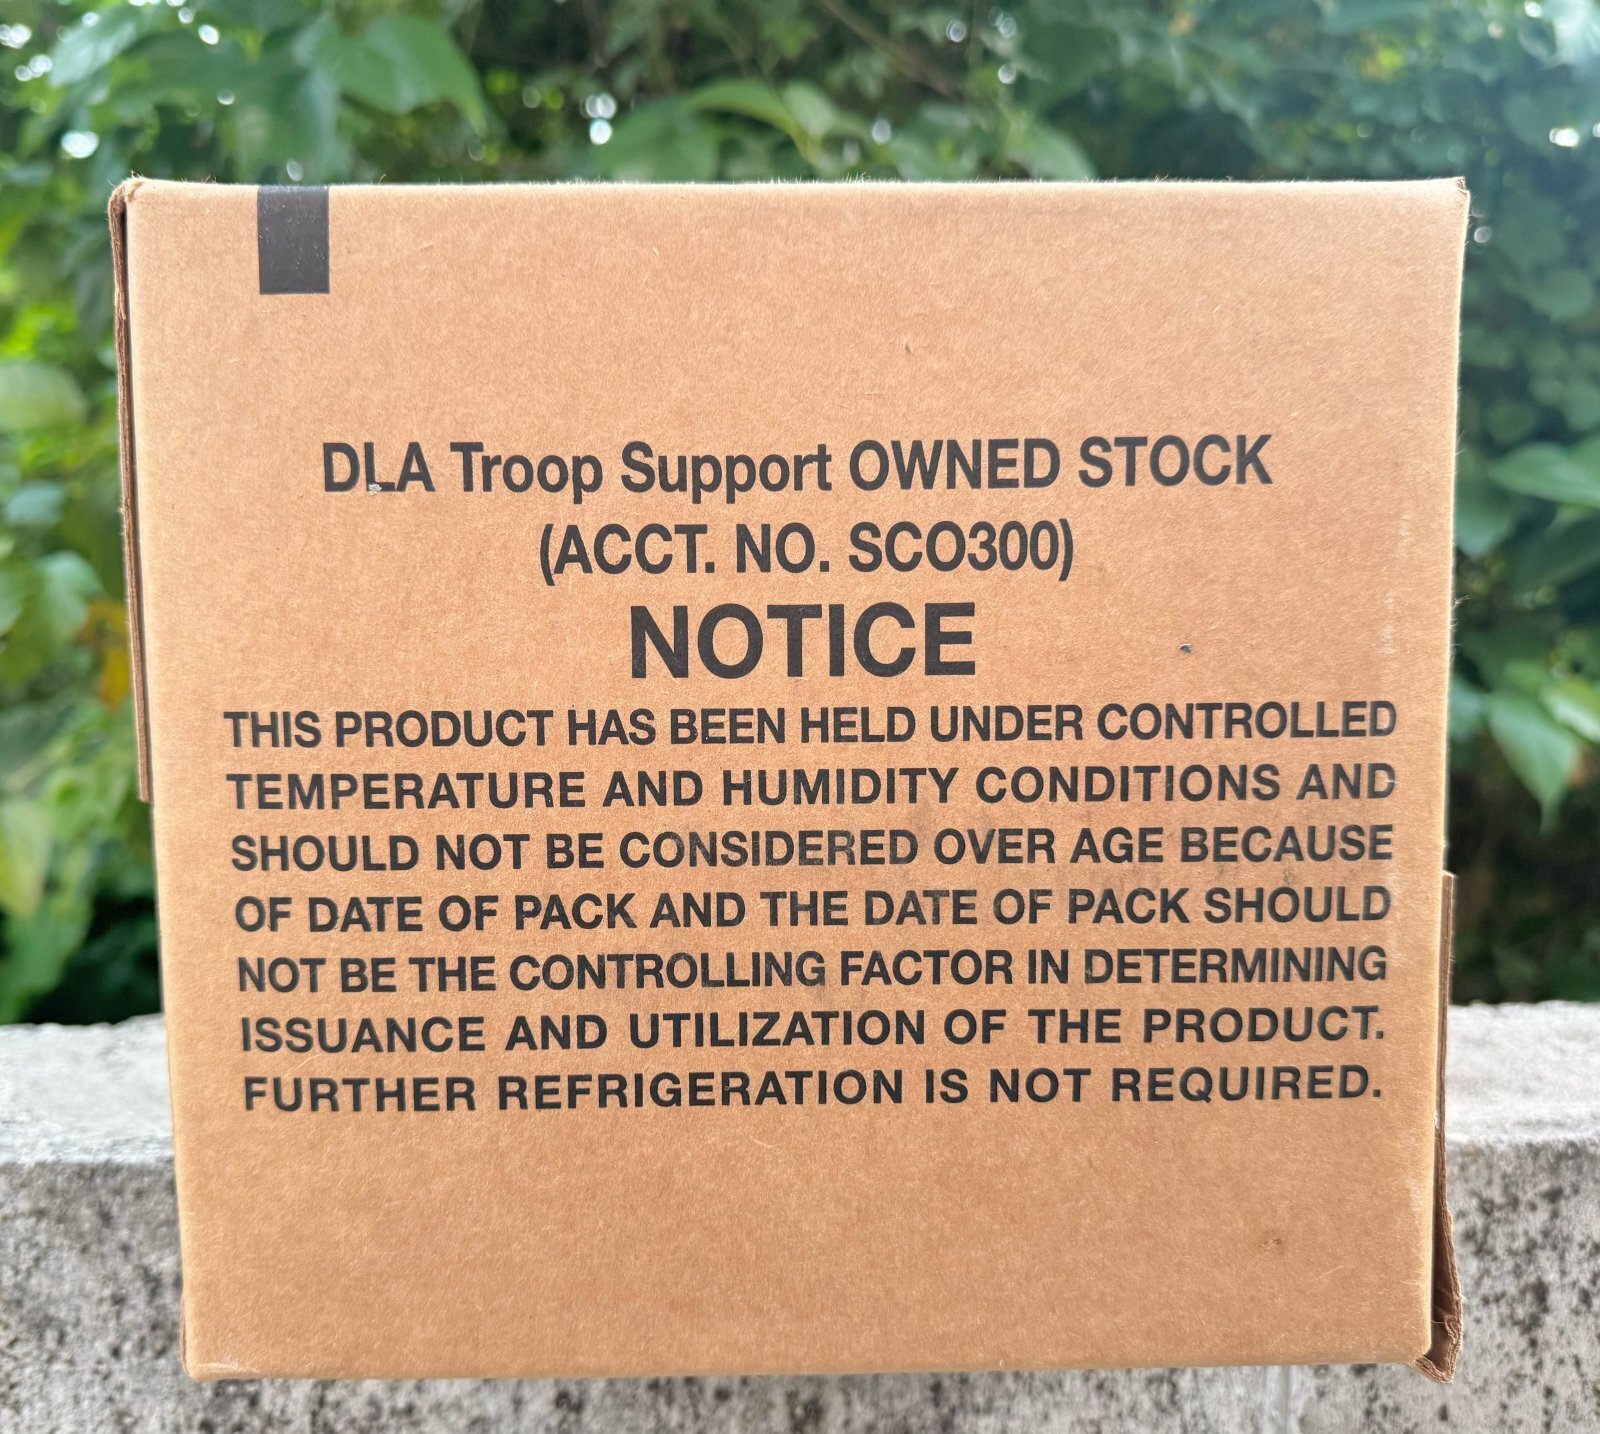 DLA Troop Support OWNED STOCK
(ACCT. NO. SCO300)
NOTICE
THIS PRODUCT HAS BEEN HELD UNDER CONTROLLED
TEMPERATURE AND HUMIDITY CONDITIONS AND
SHOULD NOT BE CONSIDERED OVER AGE BECAUSE
OF DATE OF PACK AND THE DATE OF PACK SHOULD
NOT BE THE CONTROLLING FACTOR IN DETERMINING
ISSUANCE AND UTILIZATION OF THE PRODUCT.
FURTHER REFRIGERATION IS NOT REQUIRED.